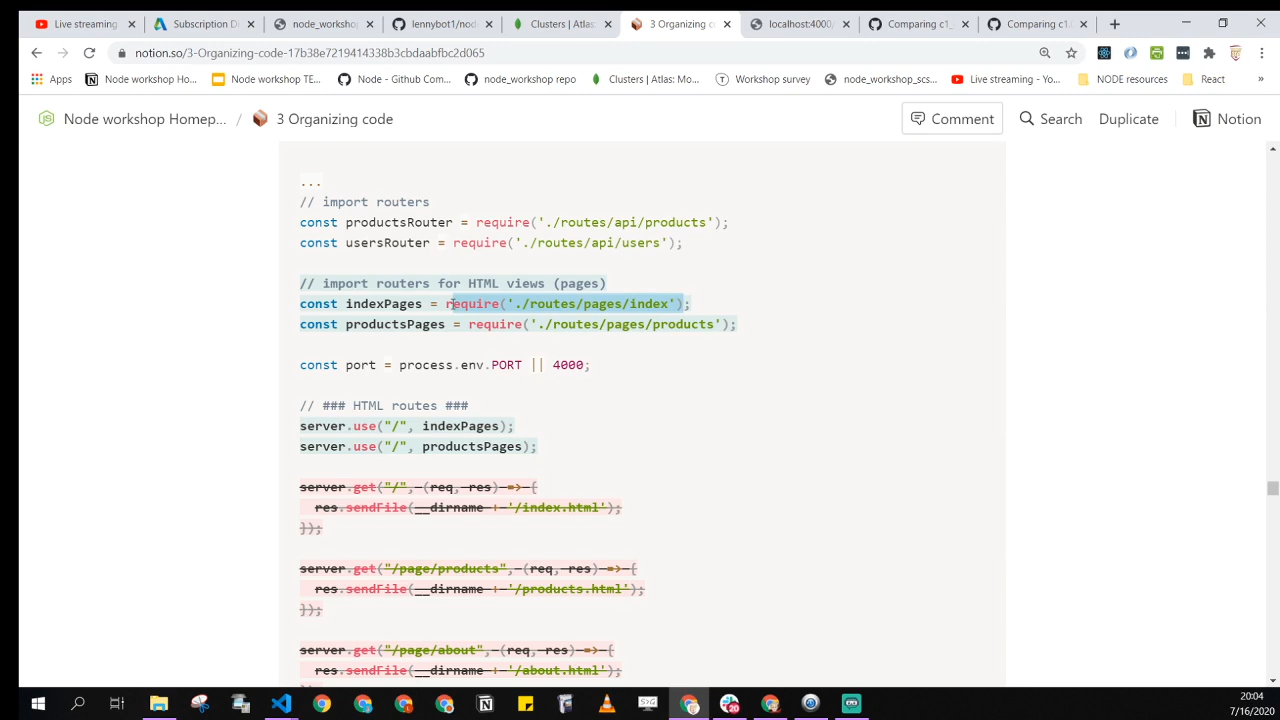 Live streaming
Subscription D
node_worksho
lennybot1/node
Clusters | Atlas:
3 Organizing co
localhost:4000/
Comparing c1_
Comparing c1.
notion.so/3-Organizing-code-17b38e7219414338b3cbdaabfbc2d065
Apps
Node workshop Ho...
Node workshop TE...
Node - Github Com...
node_workshop repo
Clusters | Atlas: Mo...
Workshop survey
node_workshop_scs...
Live streaming - Yo...
NODE resources
React
»
Node workshop Homep... / 3 Organizing code
Comment
Search
Duplicate
Notion
...
// import routers
const productsRouter = require('./routes/api/products');
const usersRouter = require('./routes/api/users');
// import routers for HTML views (pages)
const indexPages = require('./routes/pages/index');
const productsPages = require('./routes/pages/products');
const port = process.env.PORT || 4000;
// ### HTML routes ###
server.use("/", indexPages);
server.use("/", productsPages);
server.get("/", (req, res) => {
res.sendFile(__dirname + '/index.html');
});
server.get("/page/products", (req, res) => {
res.sendFile(__dirname + '/products.html');
});
server.get("/page/about", (req, res) => {
res.sendFile(__dirname + '/about.html');
20:04
7/16/2020